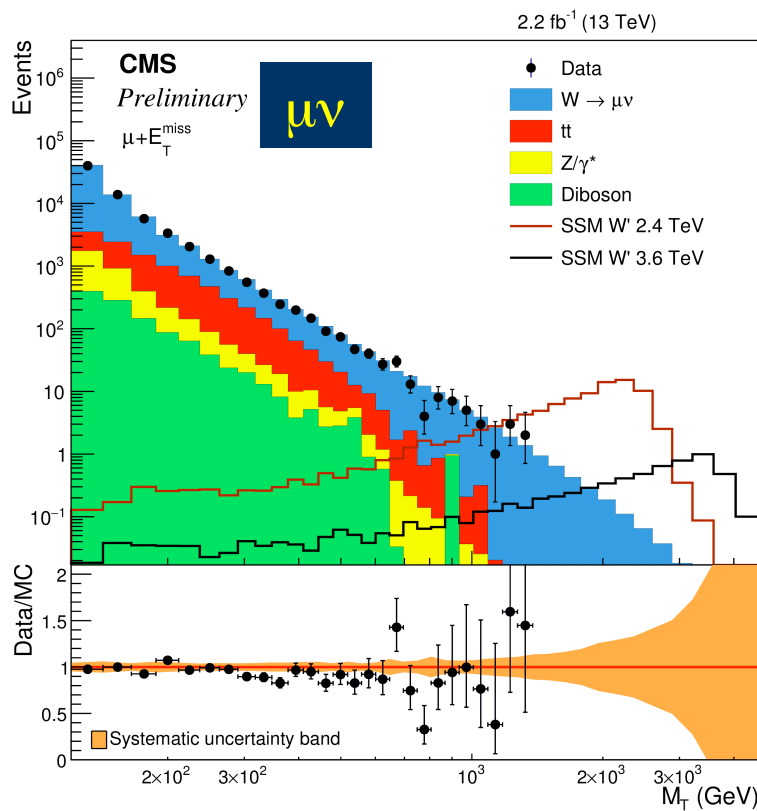 2.2 fb⁻¹ (13 TeV)
Events
CMS
Preliminary
μ+E_T^miss
μν
Data
W → μν
tt̄
Z/γ*
Diboson
SSM W' 2.4 TeV
SSM W' 3.6 TeV
10⁶
10⁵
10⁴
10³
10²
10
1
10⁻¹
Data/MC
2
1.5
1
0.5
0
Systematic uncertainty band
2×10² 3×10² 10³ 2×10³ 3×10³
M_T (GeV)